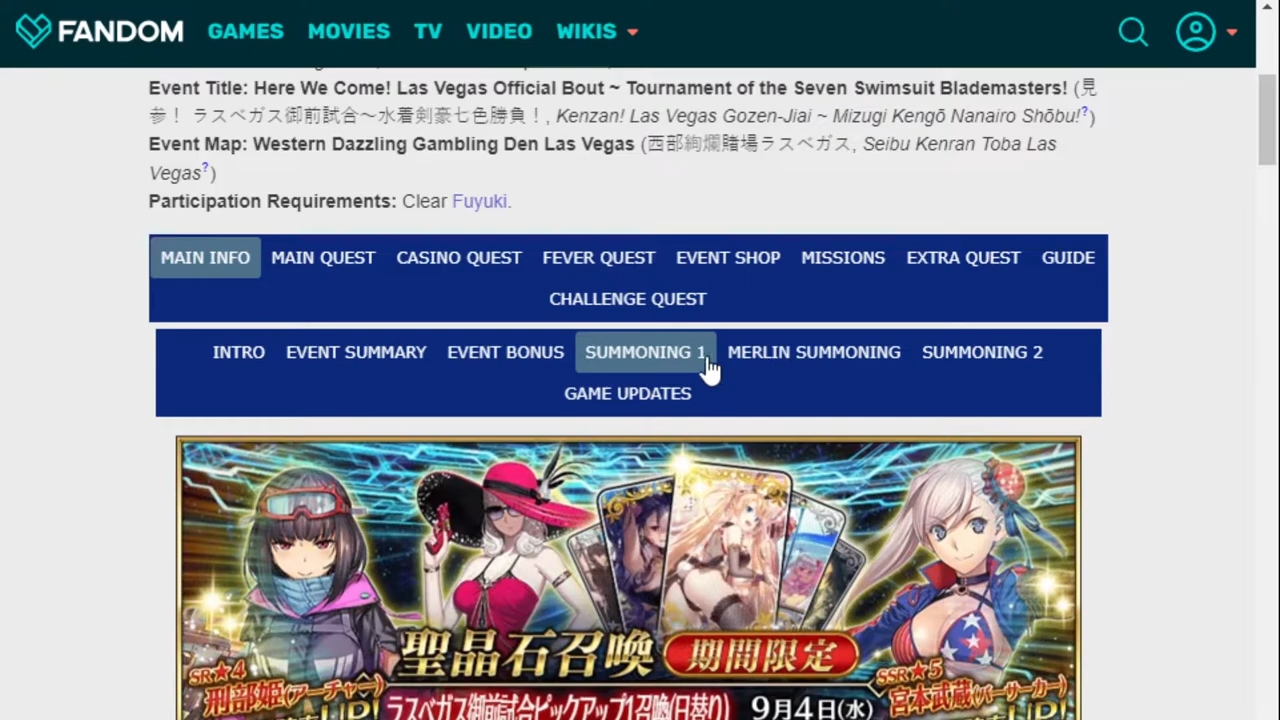 FANDOM GAMES MOVIES TV VIDEO WIKIS
Event Title: Here We Come! Las Vegas Official Bout ~ Tournament of the Seven Swimsuit Blademasters! (見
参！ ラスベガス御前試合〜水着剣豪七色勝負！, Kenzan! Las Vegas Gozen-Jiai ~ Mizugi Kengō Nanairo Shōbu!?)
Event Map: Western Dazzling Gambling Den Las Vegas (西部絢爛賭場ラスベガス, Seibu Kenran Toba Las
Vegas?)
Participation Requirements: Clear Fuyuki.
MAIN INFO MAIN QUEST CASINO QUEST FEVER QUEST EVENT SHOP MISSIONS EXTRA QUEST GUIDE
CHALLENGE QUEST
INTRO EVENT SUMMARY EVENT BONUS SUMMONING 1 MERLIN SUMMONING SUMMONING 2
GAME UPDATES
聖晶石召喚 期間限定
SR★4 SSR★5
刑部姫(アーチャー) ラスベガス御前試合ピックアップ1召喚(日替り) 9月4日(水) 宮本武蔵(バーサーカー)
UP! UP!